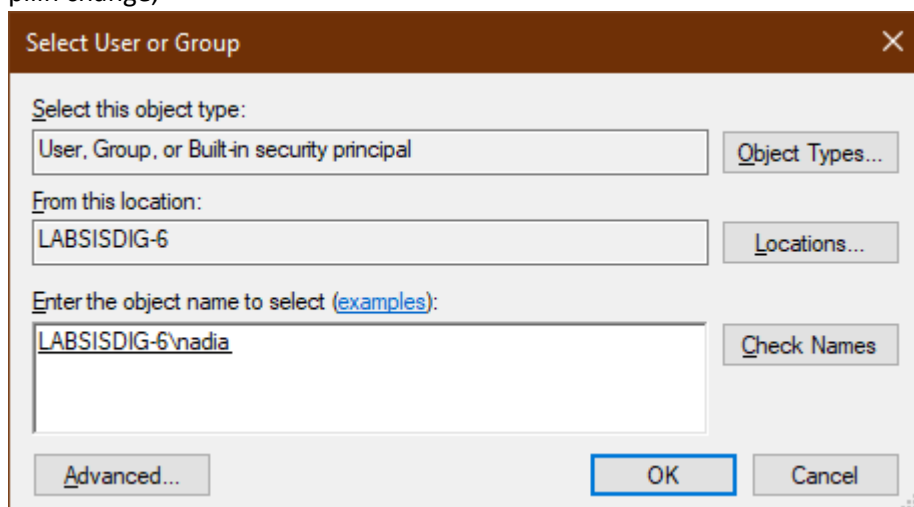 Select User or Group
Select this object type:
User, Group, or Built-in security principal
Object Types...
From this location:
LABSISDIG-6
Locations...
Enter the object name to select (examples):
LABSISDIG-6\nadia
Check Names
Advanced...
OK
Cancel